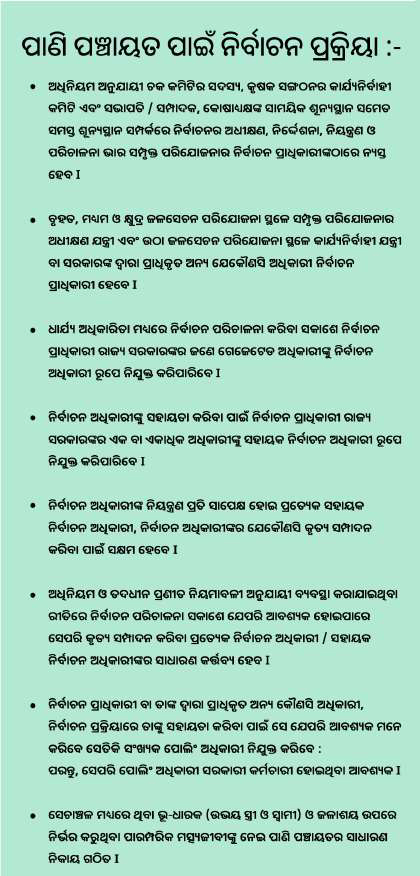 ପାଣି ପଞ୍ଚାୟତ ପାଇଁ ନିର୍ବାଚନ ପ୍ରକ୍ରିୟା :-
• ଅଧିନିୟମ ଅନୁଯାୟୀ ଚକ କମିଟିର ସଦସ୍ୟ, କୃଷକ ସଙ୍ଗଠନର କାର୍ଯ୍ୟନିର୍ବାହୀ
କମିଟି ଏବଂ ସଭାପତି / ସମ୍ପାଦକ, କୋଷାଧ୍ୟକ୍ଷଙ୍କ ସାମୟିକ ଶୂନ୍ୟସ୍ଥାନ ସମେତ
ସମସ୍ତ ଶୂନ୍ୟସ୍ଥାନ ସମ୍ପର୍କରେ ନିର୍ବାଚନର ଅଧୀକ୍ଷଣ, ନିର୍ଦ୍ଦେଶନା, ନିୟନ୍ତ୍ରଣ ଓ
ପରିଚାଳନା ଭାର ସମ୍ପୃକ୍ତ ପରିଯୋଜନାର ନିର୍ବାଚନ ପ୍ରାଧିକାରୀଙ୍କଠାରେ ନ୍ୟସ୍ତ
ହେବ I
• ବୃହତ, ମଧ୍ୟମ ଓ କ୍ଷୁଦ୍ର ଜଳସେଚନ ପରିଯୋଜନା ସ୍ଥଳେ ସମ୍ପୃକ୍ତ ପରିଯୋଜନାର
ଅଧୀକ୍ଷଣ ଯନ୍ତ୍ରୀ ଏବଂ ଉଠା ଜଳସେଚନ ପରିଯୋଜନା ସ୍ଥଳେ କାର୍ଯ୍ୟନିର୍ବାହୀ ଯନ୍ତ୍ରୀ
ବା ସରକାରଙ୍କ ଦ୍ଵାରା ପ୍ରାଧିକୃତ ଅନ୍ୟ ଯେକୌଣସି ଅଧିକାରୀ ନିର୍ବାଚନ
ପ୍ରାଧିକାରୀ ହେବେ I
• ଧାର୍ଯ୍ୟ ଅଧିକାରିତା ମଧ୍ୟରେ ନିର୍ବାଚନ ପରିଚାଳନା କରିବା ସକାଶେ ନିର୍ବାଚନ
ପ୍ରାଧିକାରୀ ରାଜ୍ୟ ସରକାରଙ୍କର ଜଣେ ଗେଜେଟେଡ ଅଧିକାରୀଙ୍କୁ ନିର୍ବାଚନ
ଅଧିକାରୀ ରୂପେ ନିଯୁକ୍ତ କରିପାରିବେ I
• ନିର୍ବାଚନ ଅଧିକାରୀଙ୍କୁ ସହାୟତା କରିବା ପାଇଁ ନିର୍ବାଚନ ପ୍ରାଧିକାରୀ ରାଜ୍ୟ
ସରକାରଙ୍କର ଏକ ବା ଏକାଧିକ ଅଧିକାରୀଙ୍କୁ ସହାୟକ ନିର୍ବାଚନ ଅଧିକାରୀ ରୂପେ
ନିଯୁକ୍ତ କରିପାରିବେ I
• ନିର୍ବାଚନ ଅଧିକାରୀଙ୍କ ନିୟନ୍ତ୍ରଣ ପ୍ରତି ସାପେକ୍ଷ ହୋଇ ପ୍ରତ୍ୟେକ ସହାୟକ
ନିର୍ବାଚନ ଅଧିକାରୀ, ନିର୍ବାଚନ ଅଧିକାରୀଙ୍କର ଯେକୌଣସି କୃତ୍ୟ ସମ୍ପାଦନ
କରିବା ପାଇଁ ସକ୍ଷମ ହେବେ I
• ଅଧିନିୟମ ଓ ତଦଧୀନ ପ୍ରଣୀତ ନିୟମାବଳୀ ଅନୁଯାୟୀ ବ୍ୟବସ୍ଥା କରାଯାଇଥିବା
ରୀତିରେ ନିର୍ବାଚନ ପରିଚାଳନା ସକାଶେ ଯେପରି ଆବଶ୍ୟକ ହୋଇପାରେ
ସେପରି କୃତ୍ୟ ସମ୍ପାଦନ କରିବା ପ୍ରତ୍ୟେକ ନିର୍ବାଚନ ଅଧିକାରୀ / ସହାୟକ
ନିର୍ବାଚନ ଅଧିକାରୀଙ୍କର ସାଧାରଣ କର୍ତ୍ତବ୍ୟ ହେବ I
• ନିର୍ବାଚନ ପ୍ରାଧିକାରୀ ବା ତାଙ୍କ ଦ୍ଵାରା ପ୍ରାଧିକୃତ ଅନ୍ୟ କୌଣସି ଅଧିକାରୀ,
ନିର୍ବାଚନ ପ୍ରକ୍ରିୟାରେ ତାଙ୍କୁ ସହାୟତା କରିବା ପାଇଁ ସେ ଯେପରି ଆବଶ୍ୟକ ମନେ
କରିବେ ସେତିକି ସଂଖ୍ୟକ ପୋଲିଂ ଅଧିକାରୀ ନିଯୁକ୍ତ କରିବେ :
ପରନ୍ତୁ, ସେପରି ପୋଲିଂ ଅଧିକାରୀ ସରକାରୀ କର୍ମଚାରୀ ହୋଇଥିବା ଆବଶ୍ୟକ I
• ସେଚାଞ୍ଚଳ ମଧ୍ୟରେ ଥିବା ଭୂ-ଧାରକ (ଉଭୟ ସ୍ତ୍ରୀ ଓ ସ୍ୱାମୀ) ଓ ଜଳାଶୟ ଉପରେ
ନିର୍ଭର କରୁଥିବା ପାରମ୍ପରିକ ମତ୍ସ୍ୟଜୀବୀଙ୍କୁ ନେଇ ପାଣି ପଞ୍ଚାୟତର ସାଧାରଣ
ନିକାୟ ଗଠିତ I